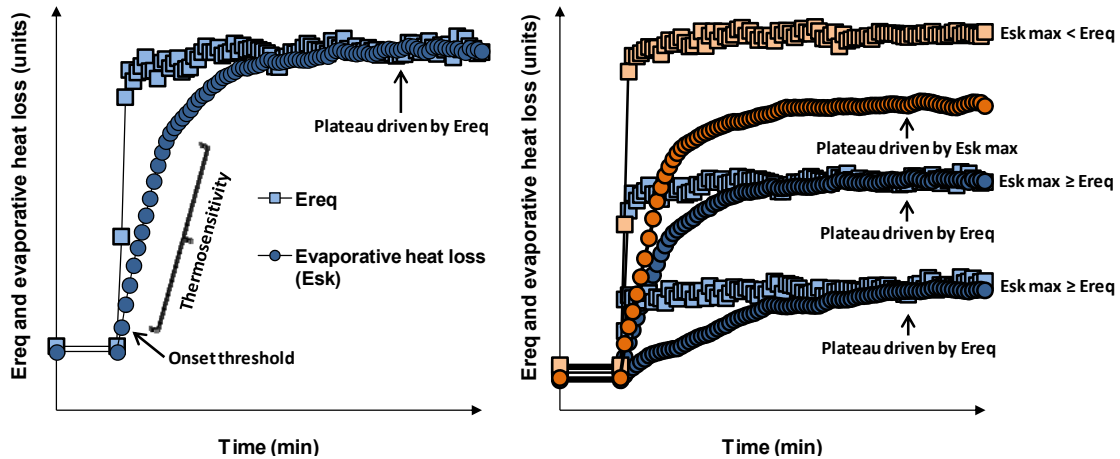 Ereq and evaporative heat loss (units)
Plateau driven by Ereq
Thermosensitivity
Ereq
Evaporative heat loss
(Esk)
Onset threshold
Time (min)
Ereq and evaporative heat loss (units)
Esk max < Ereq
Plateau driven by Esk max
Esk max ≥ Ereq
Plateau driven by Ereq
Esk max ≥ Ereq
Plateau driven by Ereq
Time (min)